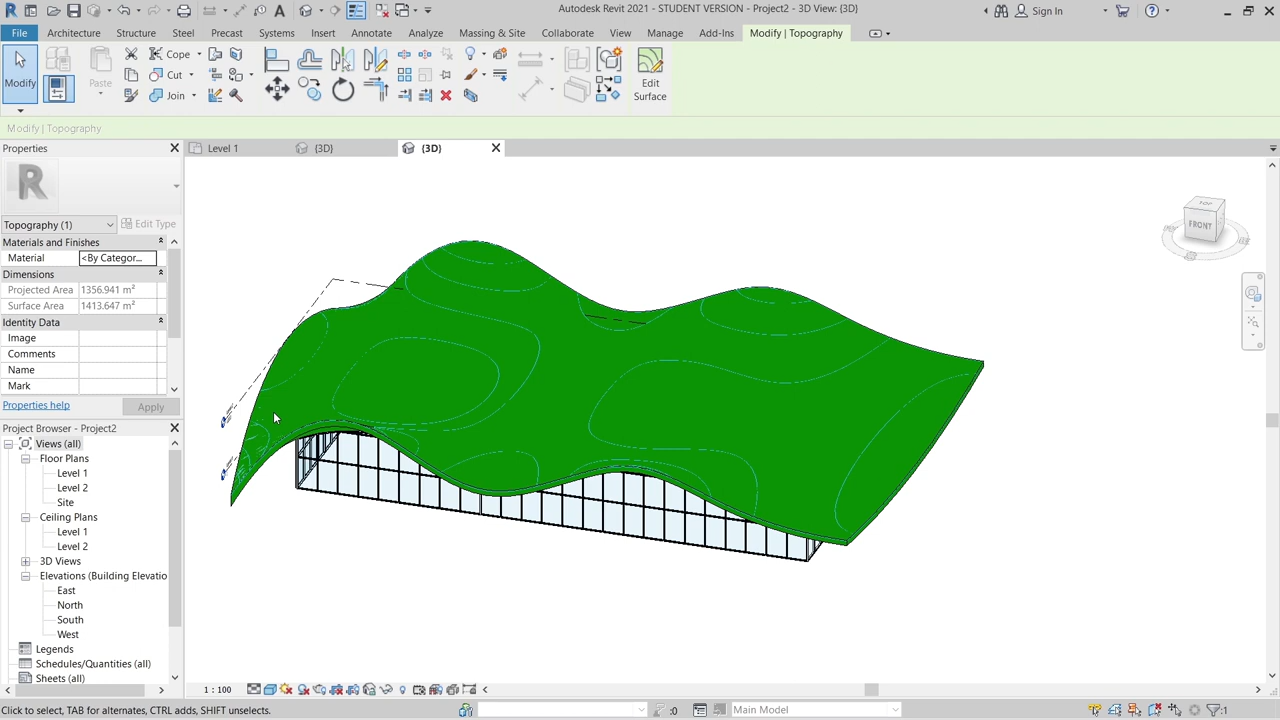 Autodesk Revit 2021 - STUDENT VERSION - Project2 - 3D View: {3D}
Sign In
File Architecture Structure Steel Precast Systems Insert Annotate Analyze Massing & Site Collaborate View Manage Add-Ins Modify | Topography
Modify
Paste
Cope
Cut
Join
Edit
Surface
Modify | Topography
Properties
Level 1
{3D}
{3D}
R
Topography (1)
Edit Type
Materials and Finishes
Material <By Categor...
Dimensions
Projected Area 1356.941 m²
Surface Area 1413.647 m²
Identity Data
Image
Comments
Name
Mark
Properties help
Apply
Project Browser - Project2
Views (all)
Floor Plans
Level 1
Level 2
Site
Ceiling Plans
Level 1
Level 2
3D Views
Elevations (Building Elevatio
East
North
South
West
Legends
Schedules/Quantities (all)
Sheets (all)
TOP
FRONT
1 : 100
Click to select, TAB for alternates, CTRL adds, SHIFT unselects.
:0
Main Model
:1